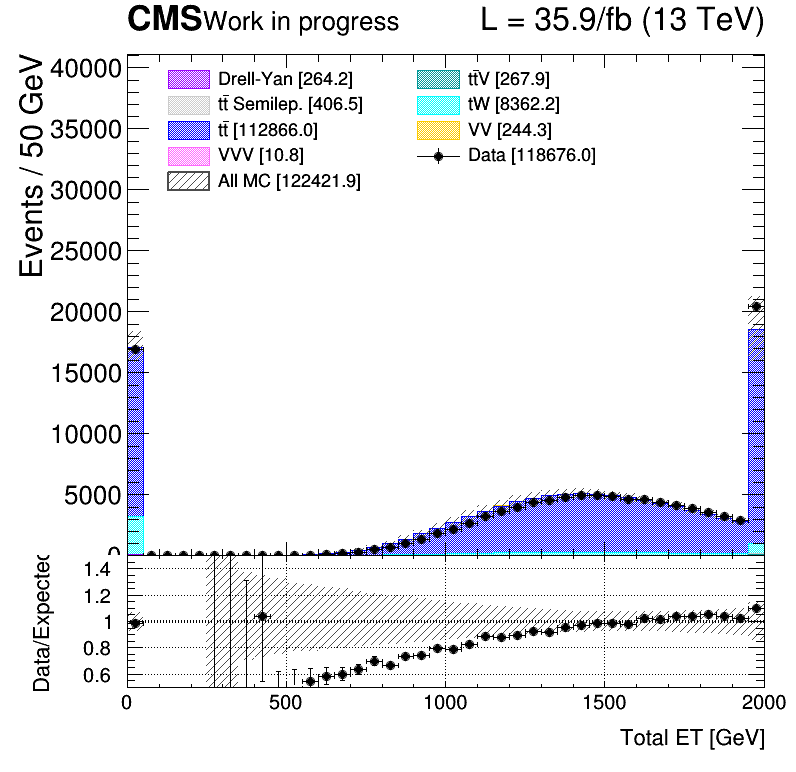 CMS Work in progress L = 35.9/fb (13 TeV)
Events / 50 GeV
40000
35000
30000
25000
20000
15000
10000
5000
0
Drell-Yan [264.2]
tt̄ Semilep. [406.5]
tt̄ [112866.0]
VVV [10.8]
All MC [122421.9]
tt̄V [267.9]
tW [8362.2]
VV [244.3]
Data [118676.0]
Data/Expected
1.4
1.2
1
0.8
0.6
0 500 1000 1500 2000
Total ET [GeV]